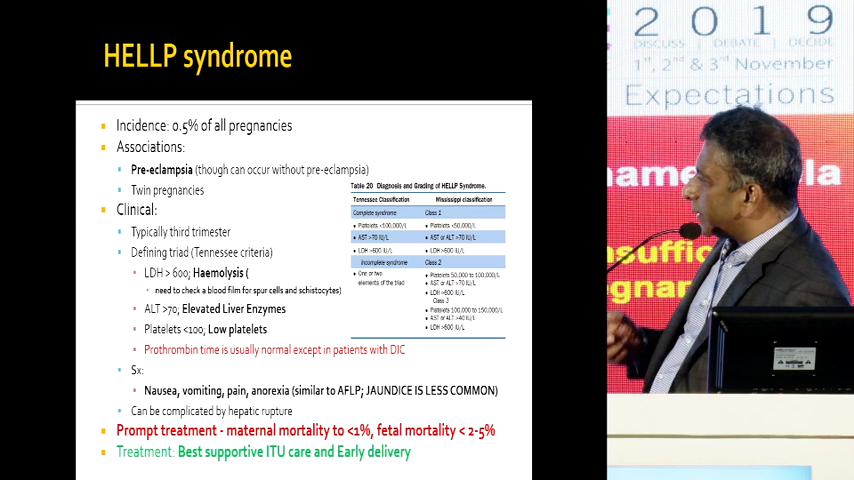 HELLP syndrome
Incidence: 0.5% of all pregnancies
Associations:
Pre-eclampsia (though can occur without pre-eclampsia)
Twin pregnancies
Clinical:
Typically third trimester
Defining triad (Tennessee criteria)
LDH > 600; Haemolysis (
need to check a blood film for spur cells and schistocytes)
ALT >70; Elevated Liver Enzymes
Platelets <100; Low platelets
Prothrombin time is usually normal except in patients with DIC
Sx:
Nausea, vomiting, pain, anorexia (similar to AFLP; JAUNDICE IS LESS COMMON)
Can be complicated by hepatic rupture
Prompt treatment - maternal mortality to <1%, fetal mortality < 2-5%
Treatment: Best supportive ITU care and Early delivery
Table 20 Diagnosis and Grading of HELLP Syndrome.
Tennessee Classification Mississippi classification
Complete syndrome Class 1
Platelets <100,000/L Platelets <50,000/L
AST >70 IU/L AST or ALT >70 IU/L
LDH >600 IU/L LDH >600 IU/L
Incomplete syndrome Class 2
One or two Platelets 50,000 to 100,000/L
elements of the triad AST or ALT >70 IU/L
LDH >600 IU/L
Class 3
Platelets 100,000 to 150,000/L
AST or ALT >40 IU/L
LDH >600 IU/L
2019
DISCUSS | DEBATE | DECIDE
1st, 2nd & 3rd November
Expectations